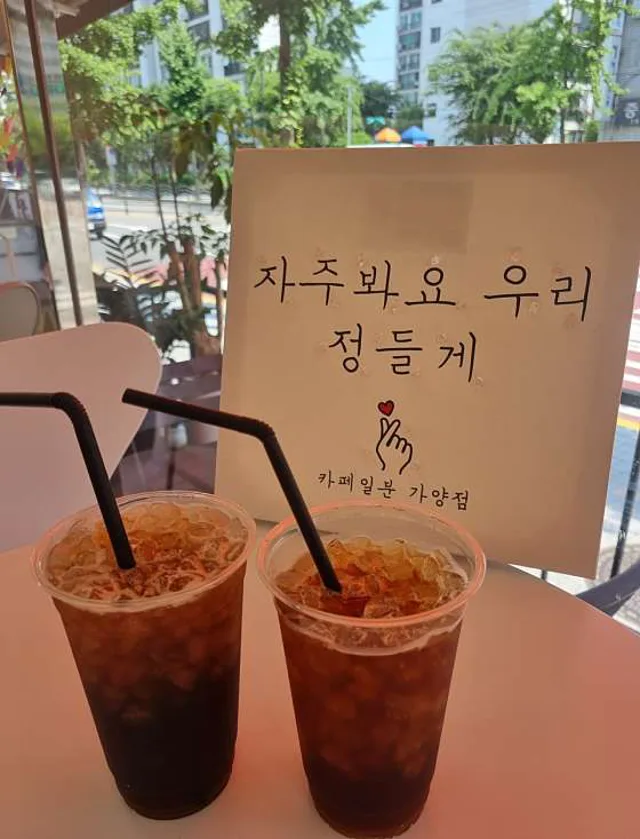 자주봐요 우리
정들게
카페일분 가양점